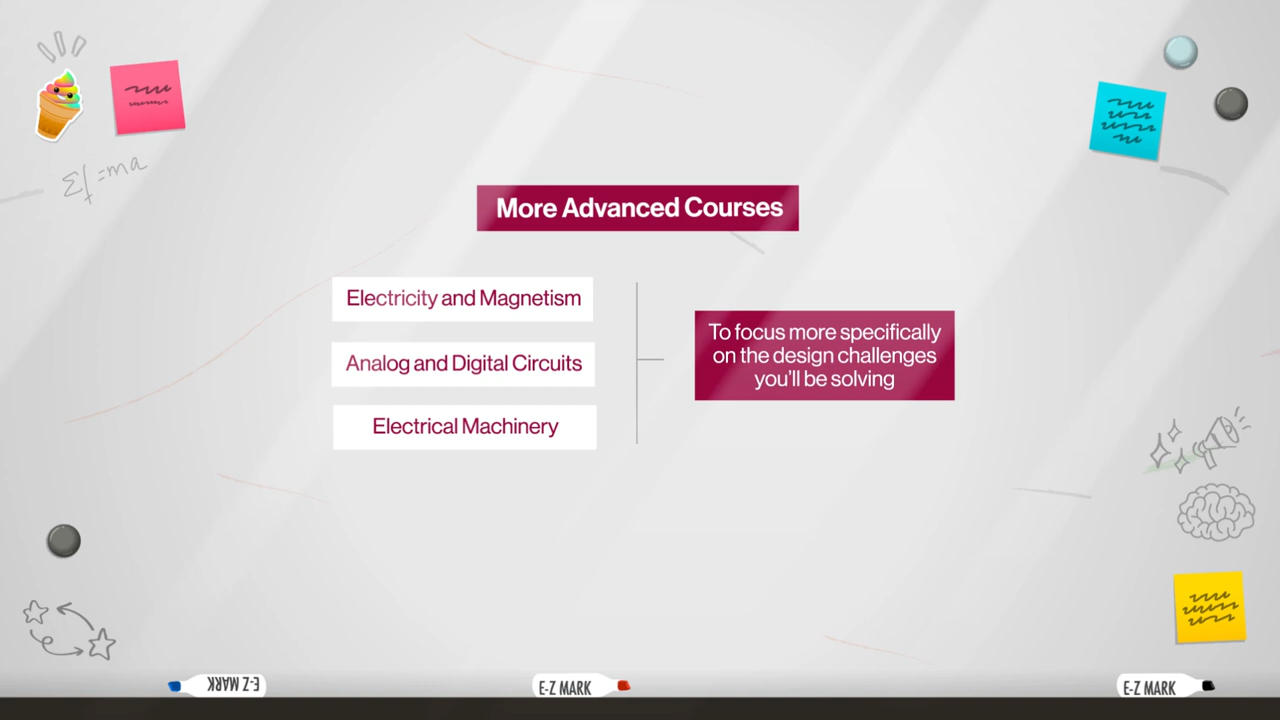 Σf=ma
More Advanced Courses
Electricity and Magnetism
Analog and Digital Circuits
Electrical Machinery
To focus more specifically
on the design challenges
you'll be solving
E-Z MARK
E-Z MARK
E-Z MARK